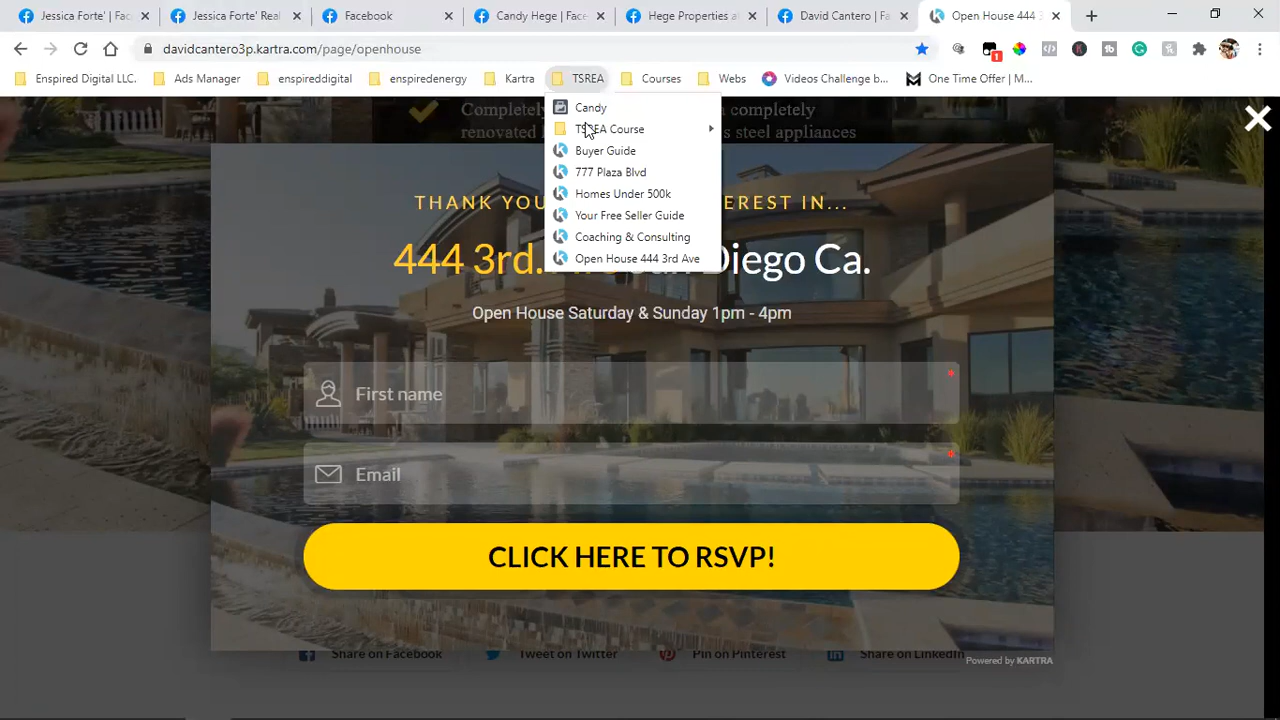 Jessica Forte' | Fac
Jessica Forte' Real
Facebook
Candy Hege | Face
Hege Properties a
David Cantero | Fa
Open House 444 3
davidcantero3p.kartra.com/page/openhouse
1
Enspired Digital LLC.
Ads Manager
enspireddigital
enspiredenergy
Kartra
TSREA
Courses
Webs
Videos Challenge b...
One Time Offer | M...
Candy
TSREA Course
Buyer Guide
777 Plaza Blvd
Homes Under 500k
Your Free Seller Guide
Coaching & Consulting
Open House 444 3rd Ave
Completely completely
renovated s steel appliances
THANK YOU EREST IN...
444 3rd. Diego Ca.
Open House Saturday & Sunday 1pm - 4pm
First name *
Email *
CLICK HERE TO RSVP!
Share on Facebook
Tweet on Twitter
Pin on Pinterest
Share on LinkedIn
Powered by KARTRA